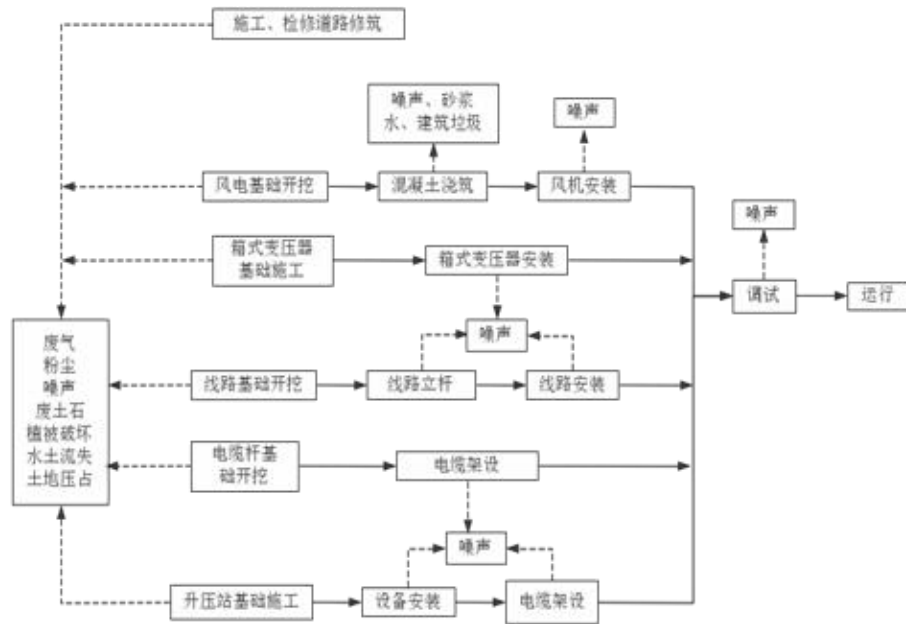 施工、检修道路修筑
噪声、砂浆
水、建筑垃圾
噪声
风电基础开挖
混凝土浇筑
风机安装
噪声
箱式变压器
基础施工
箱式变压器安装
调试
运行
废气
粉尘
噪声
废土石
植被破坏
水土流失
土地压占
噪声
线路基础开挖
线路立杆
线路安装
电缆杆基
础开挖
电缆架设
噪声
升压站基础施工
设备安装
电缆架设